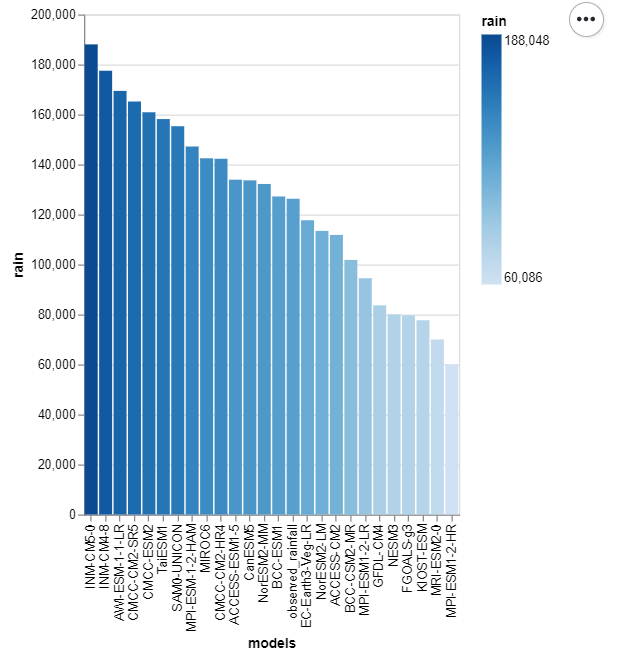 rain
188,048
60,086
200,000
180,000
160,000
140,000
120,000
100,000
80,000
60,000
40,000
20,000
0
rain
INM-CM5-0
INM-CM4-8
AWI-ESM-1-1-LR
CMCC-CM2-SR5
CMCC-ESM2
TaiESM1
SAM0-UNICON
MPI-ESM-1-2-HAM
MIROC6
CMCC-CM2-HR4
ACCESS-ESM1-5
CanESM5
NorESM2-MM
BCC-ESM1
observed_rainfall
EC-Earth3-Veg-LR
NorESM2-LM
ACCESS-CM2
BCC-CSM2-MR
MPI-ESM1-2-LR
GFDL-CM4
NESM3
FGOALS-g3
KIOST-ESM
MRI-ESM2-0
MPI-ESM1-2-HR
models